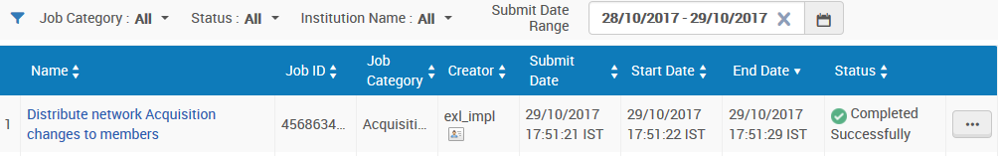 Job Category : All Status : All Institution Name : All Submit Date Range 28/10/2017 - 29/10/2017
Name Job ID Job Category Creator Submit Date Start Date End Date Status
1 Distribute network Acquisition changes to members 4568634... Acquisiti... exl_impl 29/10/2017 17:51:21 IST 29/10/2017 17:51:22 IST 29/10/2017 17:51:29 IST Completed Successfully ...